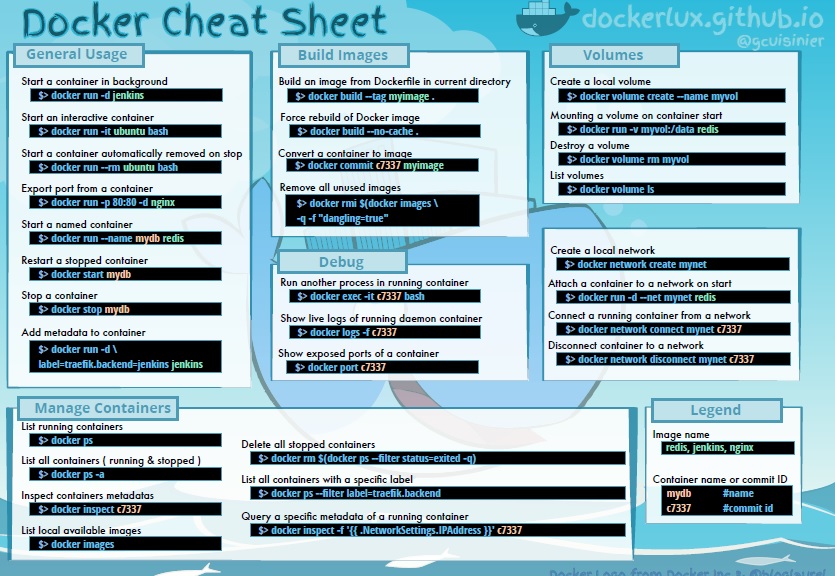 Docker Cheat Sheet
dockerlux.github.io
@gcuisinier
General Usage
Start a container in background
$> docker run -d jenkins
Start an interactive container
$> docker run -it ubuntu bash
Start a container automatically removed on stop
$> docker run --rm ubuntu bash
Export port from a container
$> docker run -p 80:80 -d nginx
Start a named container
$> docker run --name mydb redis
Restart a stopped container
$> docker start mydb
Stop a container
$> docker stop mydb
Add metadata to container
$> docker run -d \
label=traefik.backend=jenkins jenkins
Build Images
Build an image from Dockerfile in current directory
$> docker build --tag myimage .
Force rebuild of Docker image
$> docker build --no-cache .
Convert a container to image
$> docker commit c7337 myimage
Remove all unused images
$> docker rmi $(docker images \
-q -f "dangling=true"
Debug
Run another process in running container
$> docker exec -it c7337 bash
Show live logs of running daemon container
$> docker logs -f c7337
Show exposed ports of a container
$> docker port c7337
Volumes
Create a local volume
$> docker volume create --name myvol
Mounting a volume on container start
$> docker run -v myvol:/data redis
Destroy a volume
$> docker volume rm myvol
List volumes
$> docker volume ls
Create a local network
$> docker network create mynet
Attach a container to a network on start
$> docker run -d --net mynet redis
Connect a running container from a network
$> docker network connect mynet c7337
Disconnect container to a network
$> docker network disconnect mynet c7337
Manage Containers
List running containers
$> docker ps
List all containers ( running & stopped )
$> docker ps -a
Inspect containers metadatas
$> docker inspect c7337
List local available images
$> docker images
Delete all stopped containers
$> docker rm $(docker ps --filter status=exited -q)
List all containers with a specific label
$> docker ps --filter label=traefik.backend
Query a specific metadata of a running container
$> docker inspect -f '{{ .NetworkSettings.IPAddress }}' c7337
Legend
Image name
redis, jenkins, nginx
Container name or commit ID
mydb #name
c7337 #commit id
Docker Logo from Docker Inc &